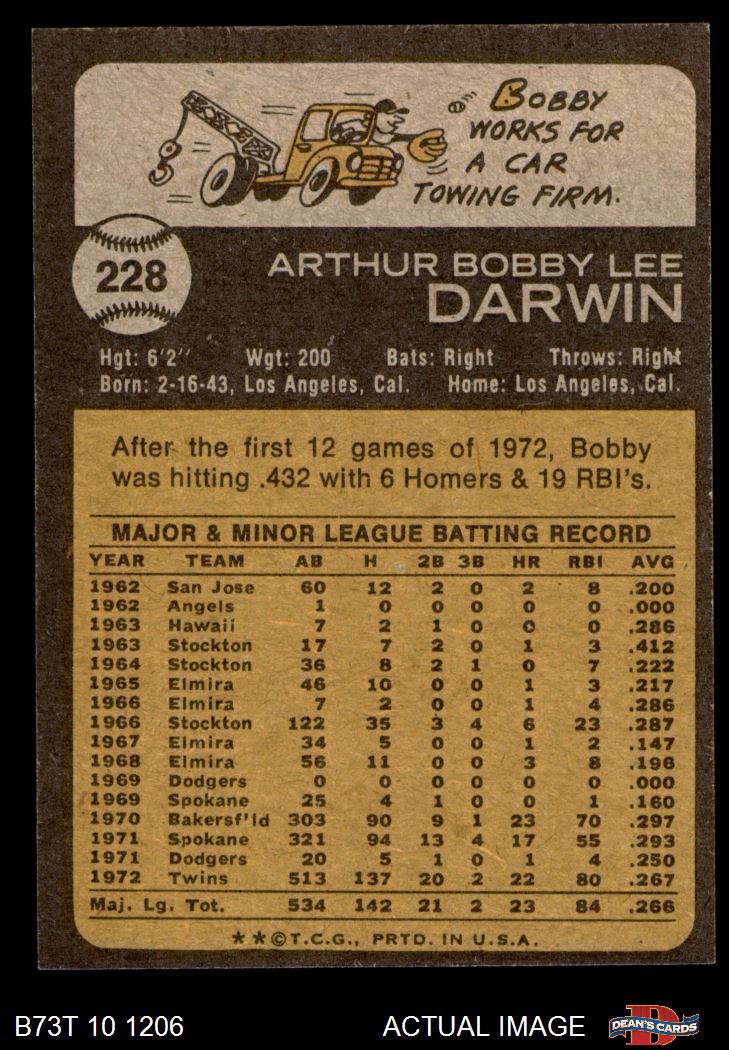 BOBBY
WORKS FOR
A CAR
TOWING FIRM.
228
ARTHUR BOBBY LEE
DARWIN
Hgt: 6'2" Wgt: 200 Bats: Right Throws: Right
Born: 2-16-43, Los Angeles, Cal. Home: Los Angeles, Cal.
After the first 12 games of 1972, Bobby
was hitting .432 with 6 Homers & 19 RBI's.
MAJOR & MINOR LEAGUE BATTING RECORD
YEAR TEAM AB H 2B 3B HR RBI AVG
1962 San Jose 60 12 2 0 2 8 .200
1962 Angels 1 0 0 0 0 0 .000
1963 Hawaii 7 2 1 0 0 0 .286
1963 Stockton 17 7 2 0 1 3 .412
1964 Stockton 36 8 2 1 0 7 .222
1965 Elmira 46 10 0 0 1 3 .217
1966 Elmira 7 2 0 0 1 4 .286
1966 Stockton 122 35 3 4 6 23 .287
1967 Elmira 34 5 0 0 1 2 .147
1968 Elmira 56 11 0 0 3 8 .196
1969 Dodgers 0 0 0 0 0 0 .000
1969 Spokane 25 4 1 0 0 1 .160
1970 Bakersf'ld 303 90 9 1 23 70 .297
1971 Spokane 321 94 13 4 17 55 .293
1971 Dodgers 20 5 1 0 1 4 .250
1972 Twins 513 137 20 2 22 80 .267
Maj. Lg. Tot. 534 142 21 2 23 84 .266
* * © T.C.G., PRTD. IN U.S.A.
B73T 10 1206 ACTUAL IMAGE DEAN'S CARDS